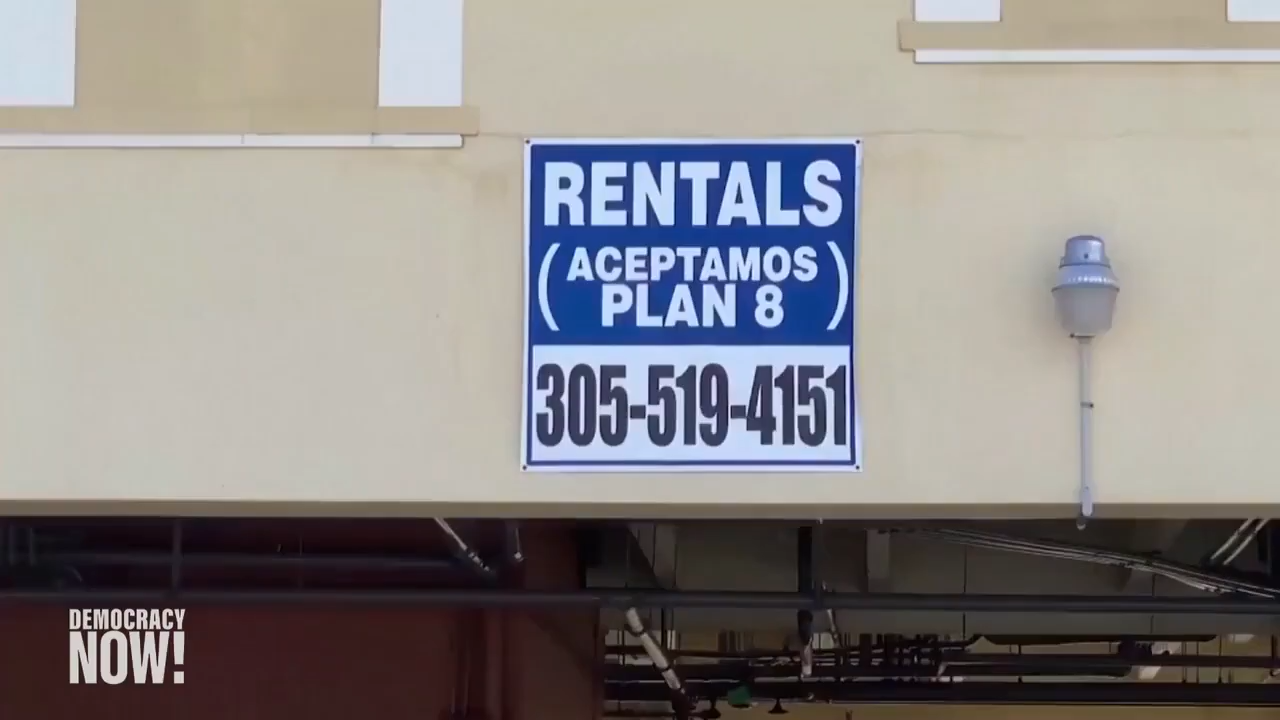 RENTALS
(ACEPTAMOS
PLAN 8)
305-519-4151
DEMOCRACY
NOW!